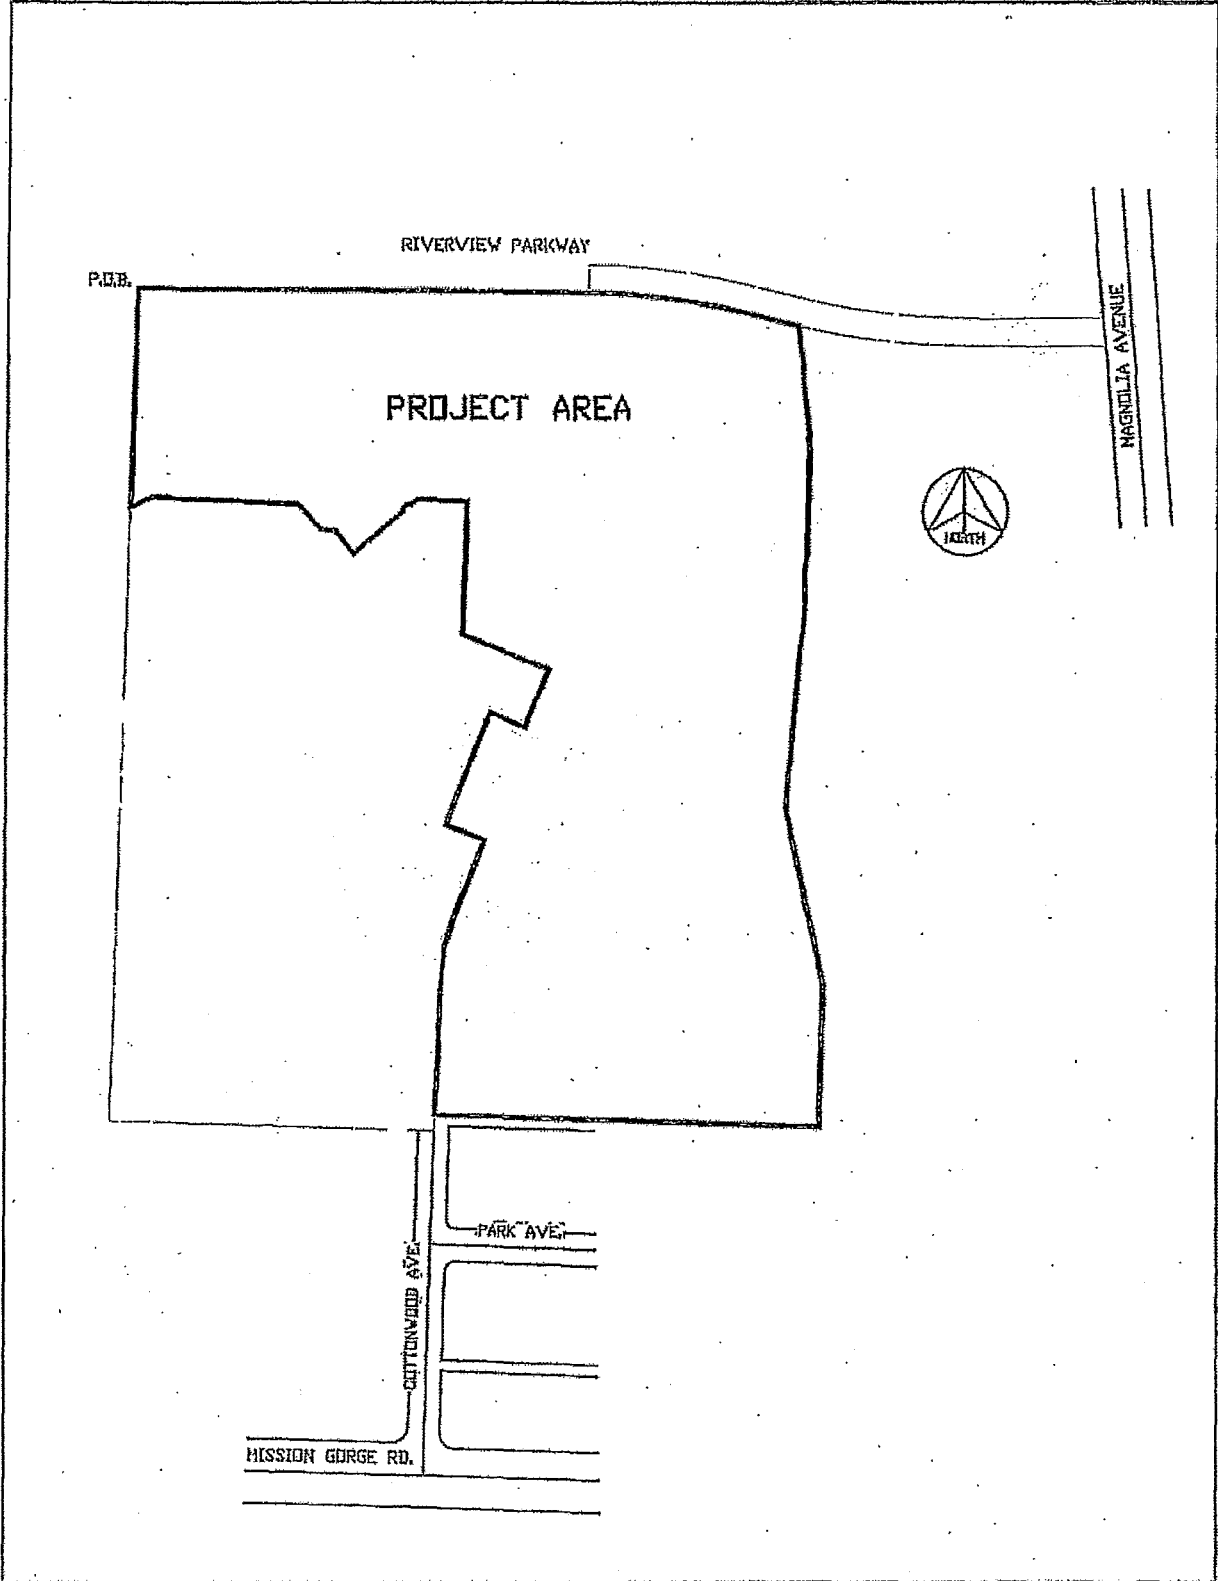 RIVERVIEW PARKWAY
P.O.B.
MAGNOLIA AVENUE
PROJECT AREA
NORTH
PARK AVE.
COTTONWOOD AVE.
MISSION GORGE RD.